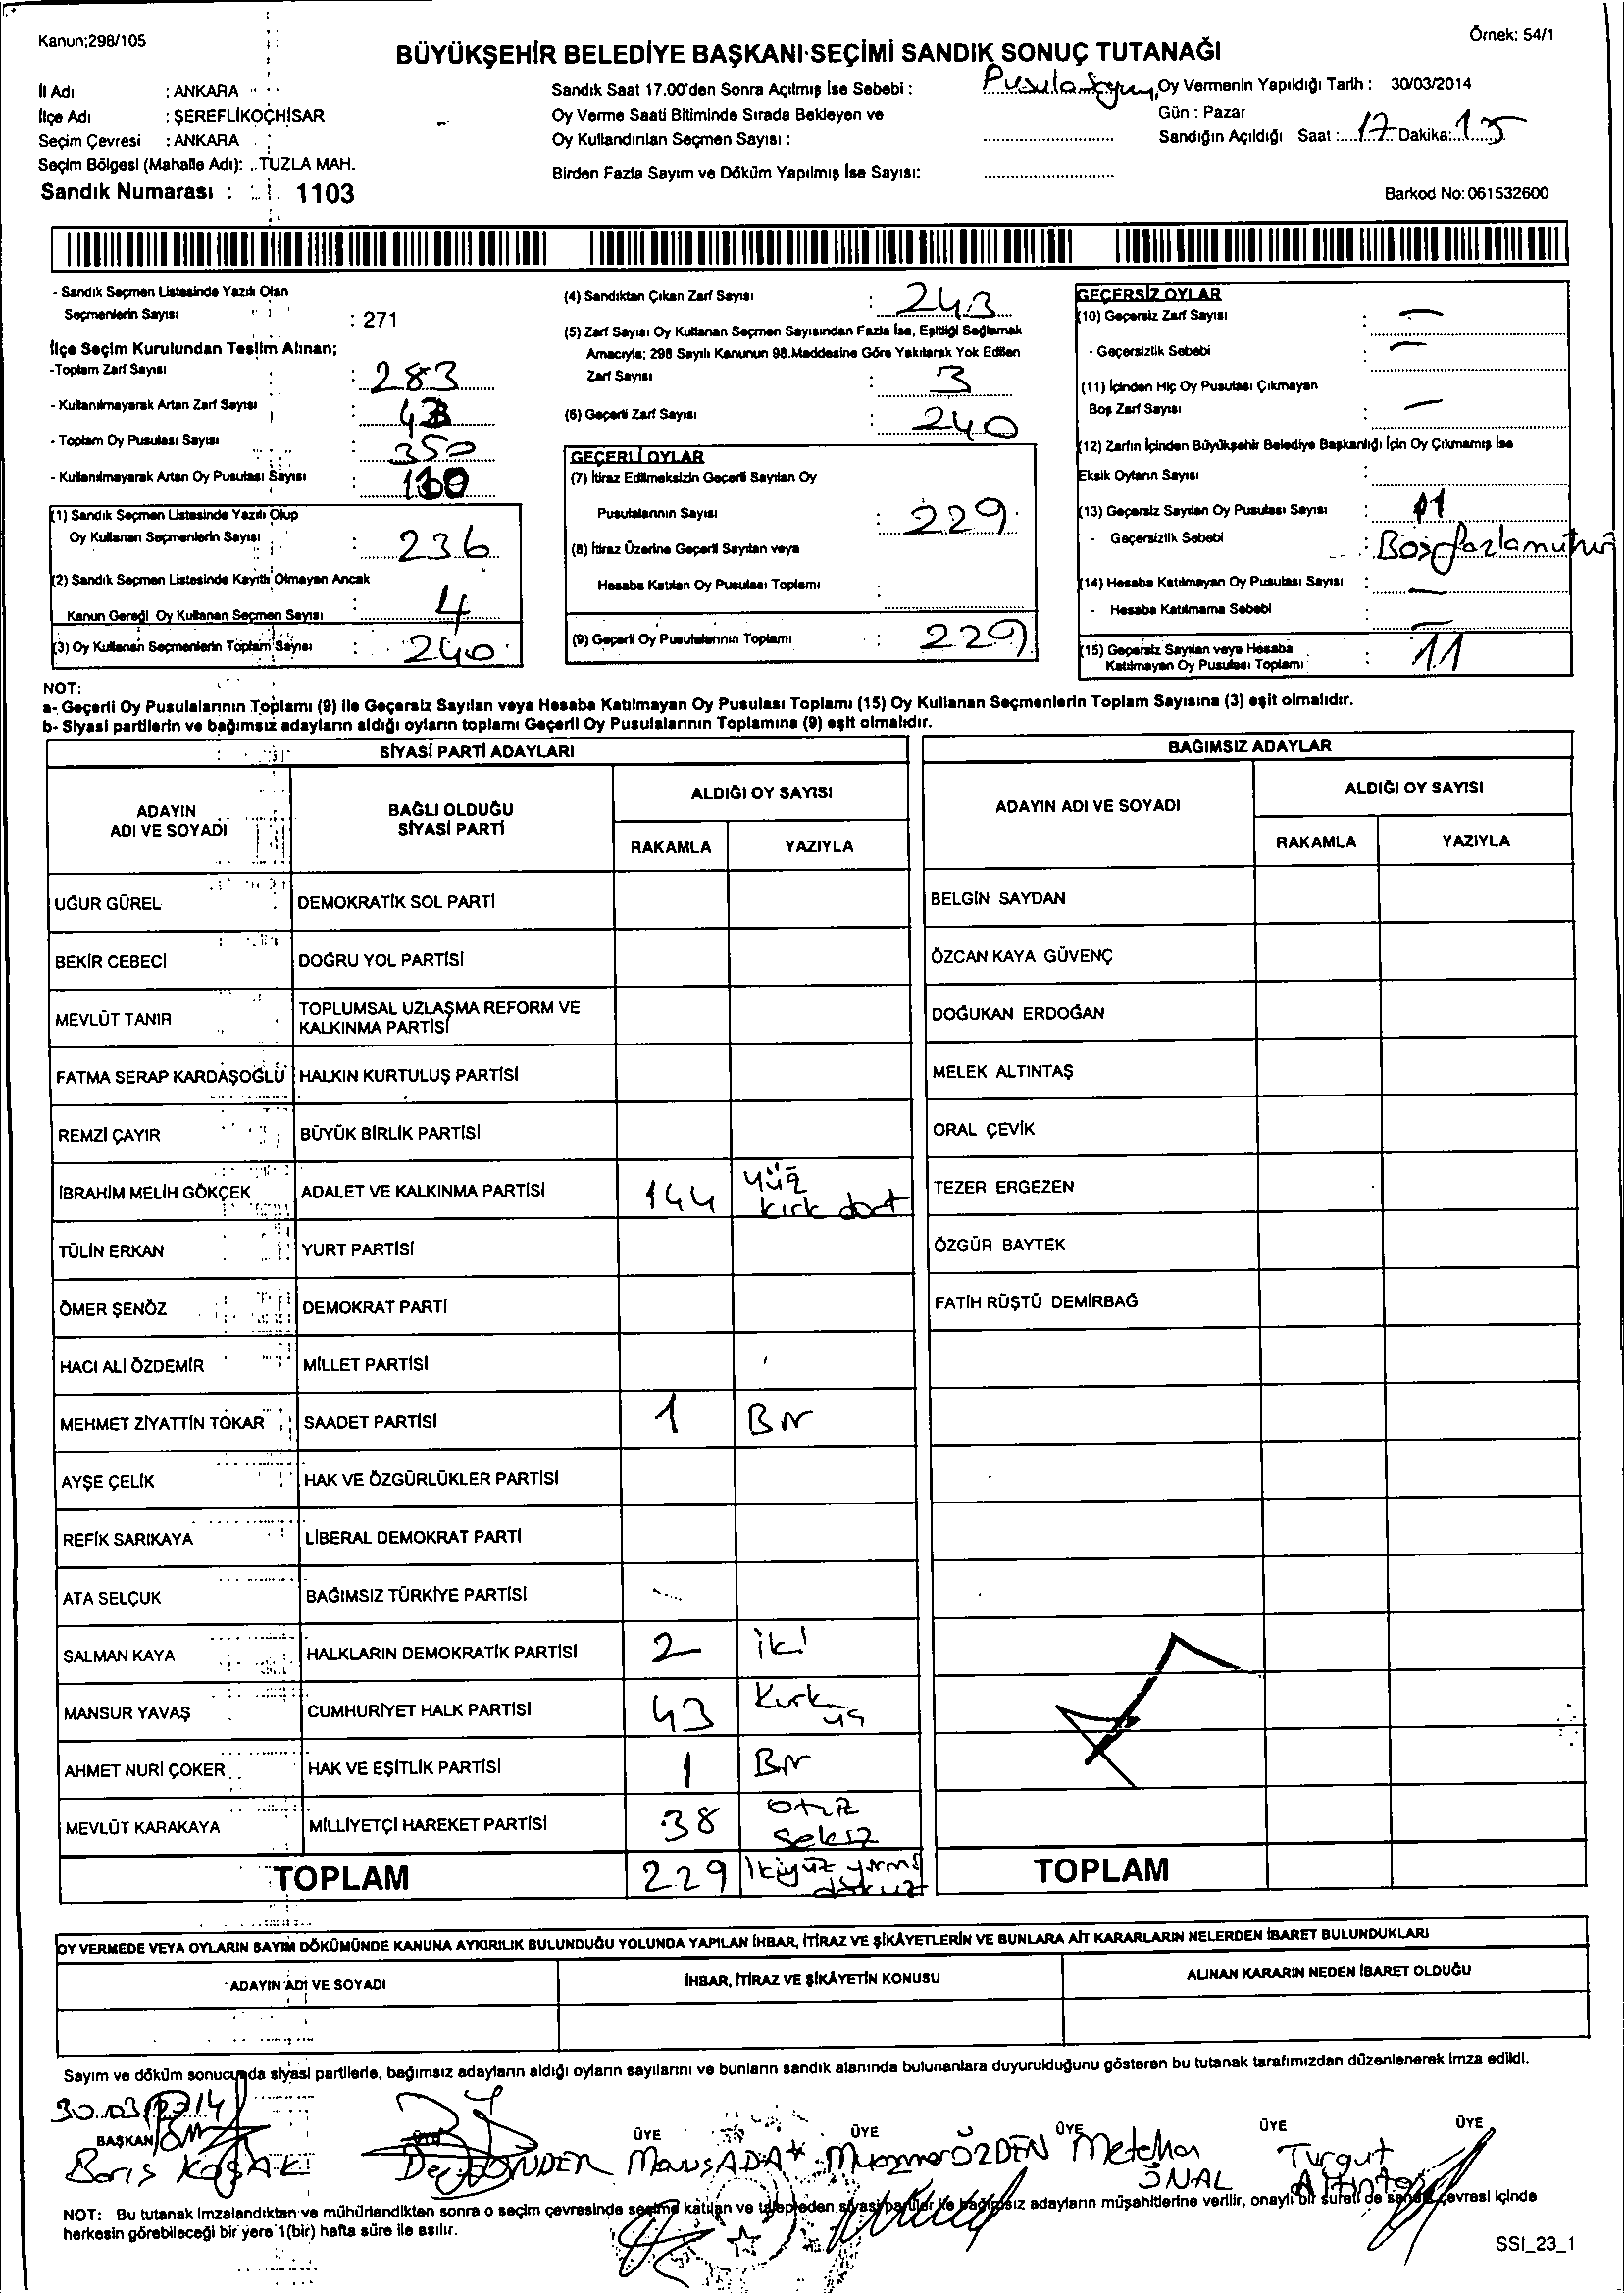 Kanun;298/105
Örnek: 54/1
BÜYÜKŞEHİR BELEDİYE BAŞKANI SEÇİMİ SANDIK SONUÇ TUTANAĞI
İl Adı : ANKARA
İlçe Adı : ŞEREFLİKOÇHİSAR
Seçim Çevresi : ANKARA
Seçim Bölgesi (Mahalle Adı): TUZLA MAH.
Sandık Numarası : 1103
Sandık Saat 17.00'den Sonra Açılmış İse Sebebi : Pusula
Oy Verme Saati Bitiminde Sırada Bekleyen ve
Oy Kullandırılan Seçmen Sayısı :
Birden Fazla Sayım ve Döküm Yapılmış İse Sayısı:
Oy Vermenin Yapıldığı Tarih : 30/03/2014
Gün : Pazar
Sandığın Açıldığı Saat : 17 Dakika: 15
Barkod No: 061532600
- Sandık Seçmen Listesinde Yazılı Olan
Seçmenlerin Sayısı : 271
İlçe Seçim Kurulundan Teslim Alınan;
-Toplam Zarf Sayısı : 283
- Kullanılmayarak Artan Zarf Sayısı : 43
- Toplam Oy Pusulası Sayısı : 350
- Kullanılmayarak Artan Oy Pusulası Sayısı :
(1) Sandık Seçmen Listesinde Yazılı Olup
Oy Kullanan Seçmenlerin Sayısı : 236
(2) Sandık Seçmen Listesinde Kayıtlı Olmayan Ancak
Kanun Gereği Oy Kullanan Seçmen Sayısı : 4
(3) Oy Kullanan Seçmenlerin Toplam Sayısı : 240
(4) Sandıktan Çıkan Zarf Sayısı : 243
(5) Zarf Sayısı Oy Kullanan Seçmen Sayısından Fazla İse, Eşitliği Sağlamak
Amacıyla; 298 Sayılı Kanunun 98.Maddesine Göre Yakılarak Yok Edilen
Zarf Sayısı : 3
(6) Geçerli Zarf Sayısı : 240
GEÇERLİ OYLAR
(7) İtiraz Edilmeksizin Geçerli Sayılan Oy
Pusulalarının Sayısı : 229
(8) İtiraz Üzerine Geçerli Sayılan veya
Hesaba Katılan Oy Pusulası Toplamı :
(9) Geçerli Oy Pusulalarının Toplamı : 229
GEÇERSİZ OYLAR
(10) Geçersiz Zarf Sayısı : —
- Geçersizlik Sebebi : —
(11) İçinden Hiç Oy Pusulası Çıkmayan
Boş Zarf Sayısı : —
(12) Zarfın İçinden Büyükşehir Belediye Başkanlığı İçin Oy Çıkmamış İse
Eksik Oyların Sayısı :
(13) Geçersiz Sayılan Oy Pusulası Sayısı : 11
- Geçersizlik Sebebi :
(14) Hesaba Katılmayan Oy Pusulası Sayısı : —
- Hesaba Katılmama Sebebi : —
(15) Geçersiz Sayılan veya Hesaba
Katılmayan Oy Pusulası Toplamı : 11
NOT:
a- Geçerli Oy Pusulalarının Toplamı (9) ile Geçersiz Sayılan veya Hesaba Katılmayan Oy Pusulası Toplamı (15) Oy Kullanan Seçmenlerin Toplam Sayısına (3) eşit olmalıdır.
b- Siyasi partilerin ve bağımsız adayların aldığı oyların toplamı Geçerli Oy Pusulalarının Toplamına (9) eşit olmalıdır.
SİYASİ PARTİ ADAYLARI
ADAYIN ADI VE SOYADI
BAĞLI OLDUĞU SİYASİ PARTİ
ALDIĞI OY SAYISI
RAKAMLA YAZIYLA
UĞUR GÜREL DEMOKRATİK SOL PARTİ
BEKİR CEBECİ DOĞRU YOL PARTİSİ
MEVLÜT TANIR TOPLUMSAL UZLAŞMA REFORM VE
KALKINMA PARTİSİ
FATMA SERAP KARDAŞOĞLU HALKIN KURTULUŞ PARTİSİ
REMZİ ÇAYIR BÜYÜK BİRLİK PARTİSİ
İBRAHİM MELİH GÖKÇEK ADALET VE KALKINMA PARTİSİ 144 yüz kırk dört
TÜLİN ERKAN YURT PARTİSİ
ÖMER ŞENÖZ DEMOKRAT PARTİ
HACI ALİ ÖZDEMİR MİLLET PARTİSİ
MEHMET ZİYATTİN TOKAR SAADET PARTİSİ 1 Bir
AYŞE ÇELİK HAK VE ÖZGÜRLÜKLER PARTİSİ
REFİK SARIKAYA LİBERAL DEMOKRAT PARTİ
ATA SELÇUK BAĞIMSIZ TÜRKİYE PARTİSİ
SALMAN KAYA HALKLARIN DEMOKRATİK PARTİSİ 2 iki
MANSUR YAVAŞ CUMHURİYET HALK PARTİSİ 43 Kırk üç
AHMET NURİ ÇOKER HAK VE EŞİTLİK PARTİSİ 1 Bir
MEVLÜT KARAKAYA MİLLİYETÇİ HAREKET PARTİSİ 38 otuz sekiz
TOPLAM 229 İkiyüz yirmi dokuz
BAĞIMSIZ ADAYLAR
ADAYIN ADI VE SOYADI
ALDIĞI OY SAYISI
RAKAMLA YAZIYLA
BELGİN SAYDAN
ÖZCAN KAYA GÜVENÇ
DOĞUKAN ERDOĞAN
MELEK ALTINTAŞ
ORAL ÇEVİK
TEZER ERGEZEN
ÖZGÜR BAYTEK
FATİH RÜŞTÜ DEMİRBAĞ
TOPLAM
OY VERMEDE VEYA OYLARIN SAYIM DÖKÜMÜNDE KANUNA AYKIRILIK BULUNDUĞU YOLUNDA YAPILAN İHBAR, İTİRAZ VE ŞİKÂYETLERİN VE BUNLARA AİT KARARLARIN NELERDEN İBARET BULUNDUKLARI
ADAYIN ADI VE SOYADI
İHBAR, İTİRAZ VE ŞİKÂYETİN KONUSU
ALINAN KARARIN NEDEN İBARET OLDUĞU
Sayım ve döküm sonucunda siyasi partilerle, bağımsız adayların aldığı oyların sayılarını ve bunların sandık alanında bulunanlara duyurulduğunu gösteren bu tutanak tarafımızdan düzenlenerek imza edildi.
30.03.2014
BAŞKAN ÜYE ÜYE ÜYE ÜYE ÜYE
Barış ÖZDEN Metehan ÖNAL Turgut
NOT: Bu tutanak imzalandıktan ve mühürlendikten sonra o seçim çevresinde seçime katılan ve talepleden siyasi partiler ile bağımsız adayların müşahitlerine verilir, onaylı bir sureti de sandık çevresi içinde
herkesin görebileceği bir yere 1(bir) hafta süre ile asılır.
SSI_23_1